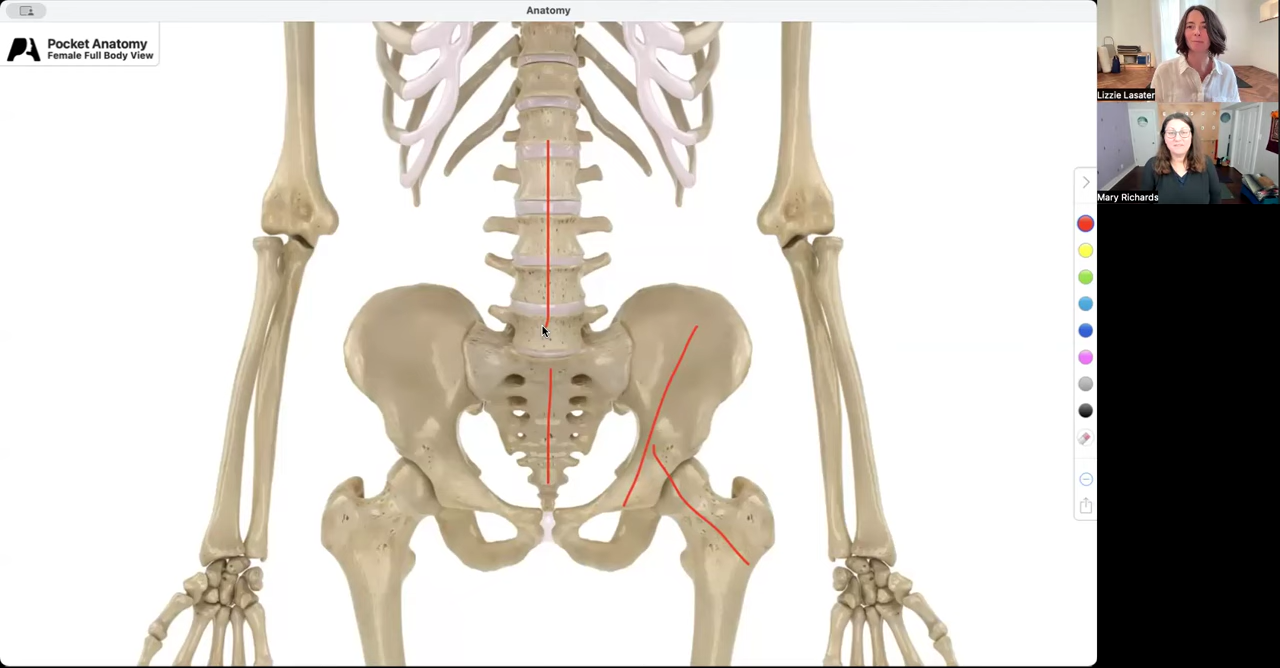 Anatomy
Pocket Anatomy
Female Full Body View
Lizzie Lasater
Mary Richards